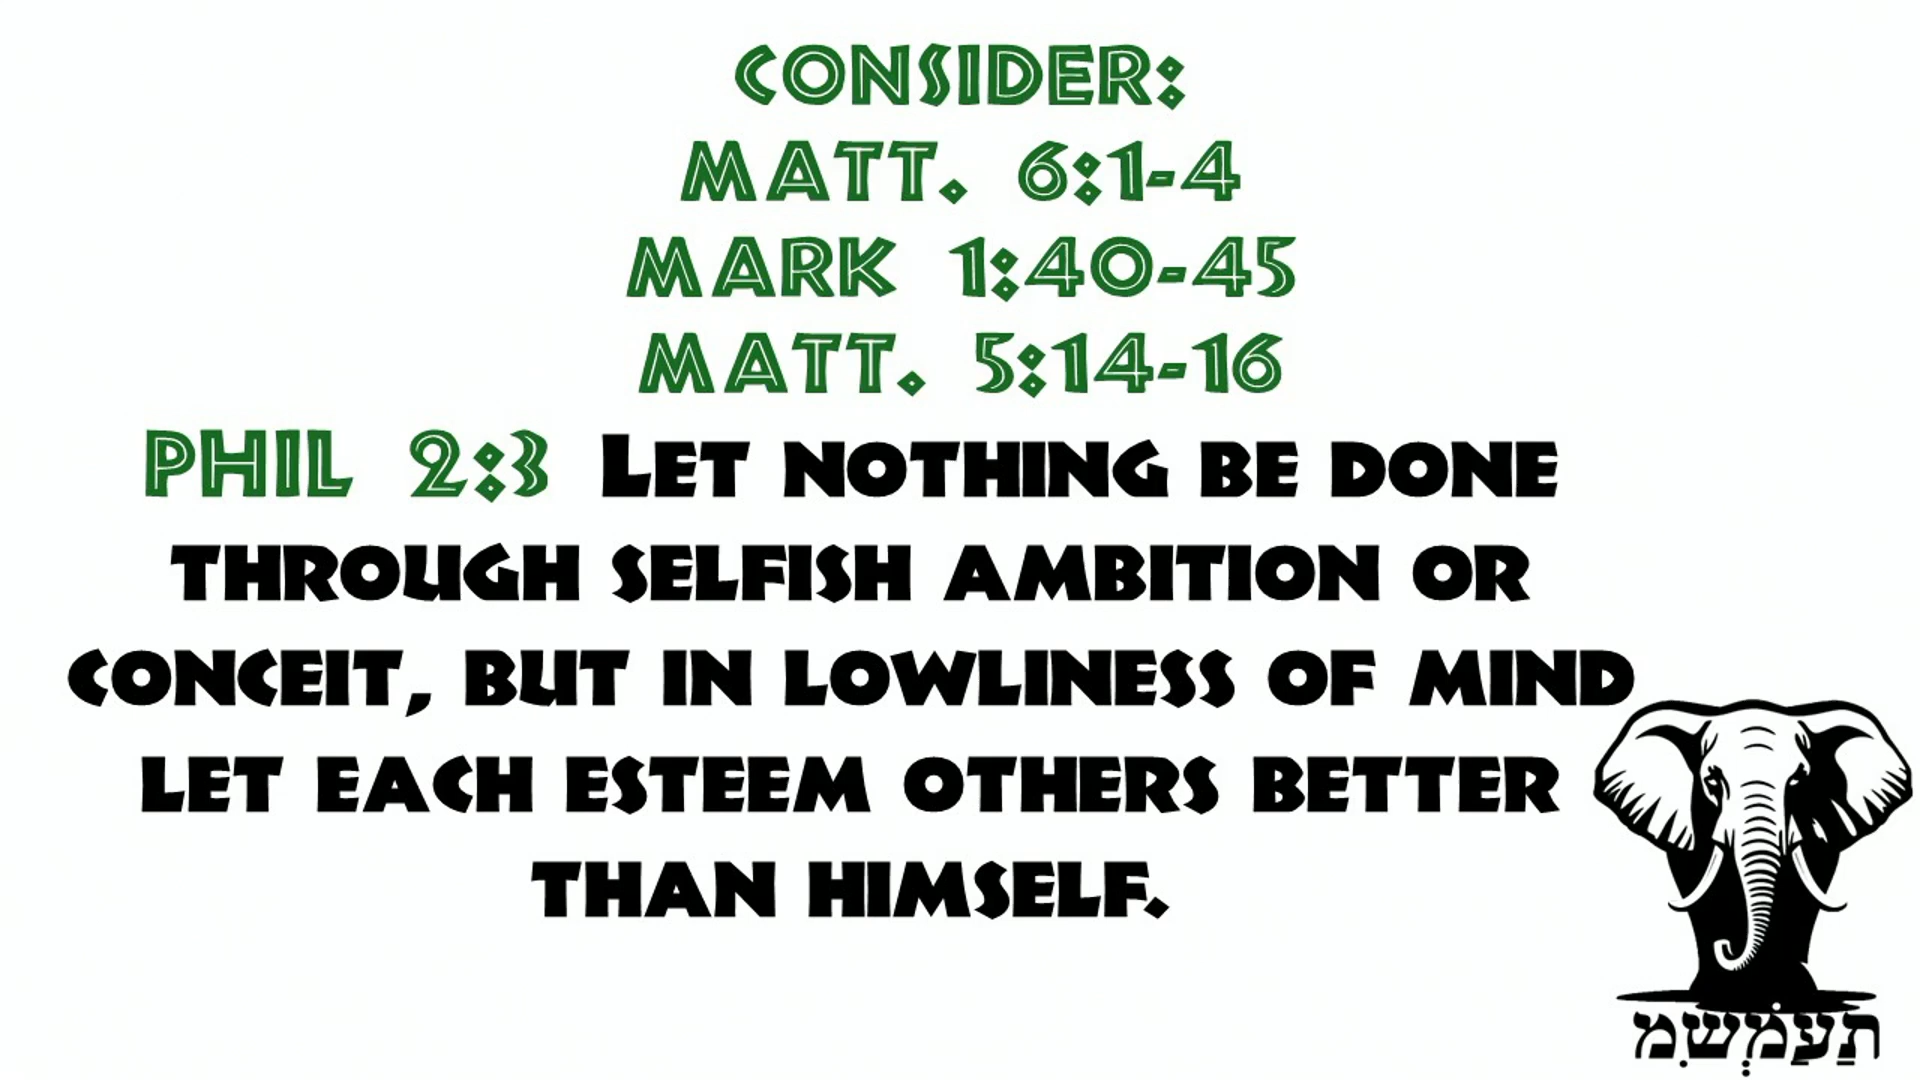 CONSIDER:
MATT. 6:1-4
MARK 1:40-45
MATT. 5:14-16
PHIL 2:3 LET NOTHING BE DONE
THROUGH SELFISH AMBITION OR
CONCEIT, BUT IN LOWLINESS OF MIND
LET EACH ESTEEM OTHERS BETTER
THAN HIMSELF.
תַעַמְׁשִמ